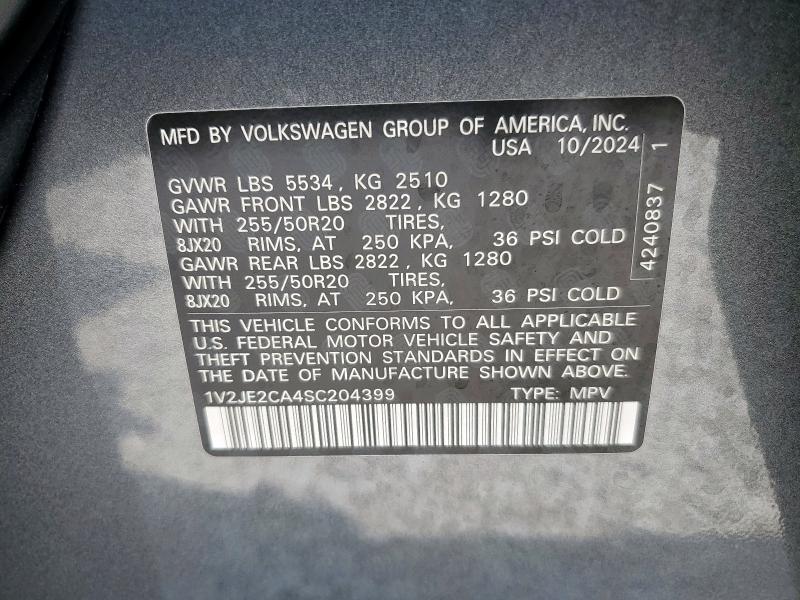 MFD BY VOLKSWAGEN GROUP OF AMERICA, INC.
USA 10/2024
GVWR LBS 5534, KG 2510
GAWR FRONT LBS 2822, KG 1280
WITH 255/50R20 TIRES,
8JX20 RIMS, AT 250 KPA, 36 PSI COLD
GAWR REAR LBS 2822, KG 1280
WITH 255/50R20 TIRES,
8JX20 RIMS, AT 250 KPA, 36 PSI COLD
THIS VEHICLE CONFORMS TO ALL APPLICABLE
U.S. FEDERAL MOTOR VEHICLE SAFETY AND
THEFT PREVENTION STANDARDS IN EFFECT ON
THE DATE OF MANUFACTURE SHOWN ABOVE.
1V2JE2CA4SC204399 TYPE: MPV
4240837 1